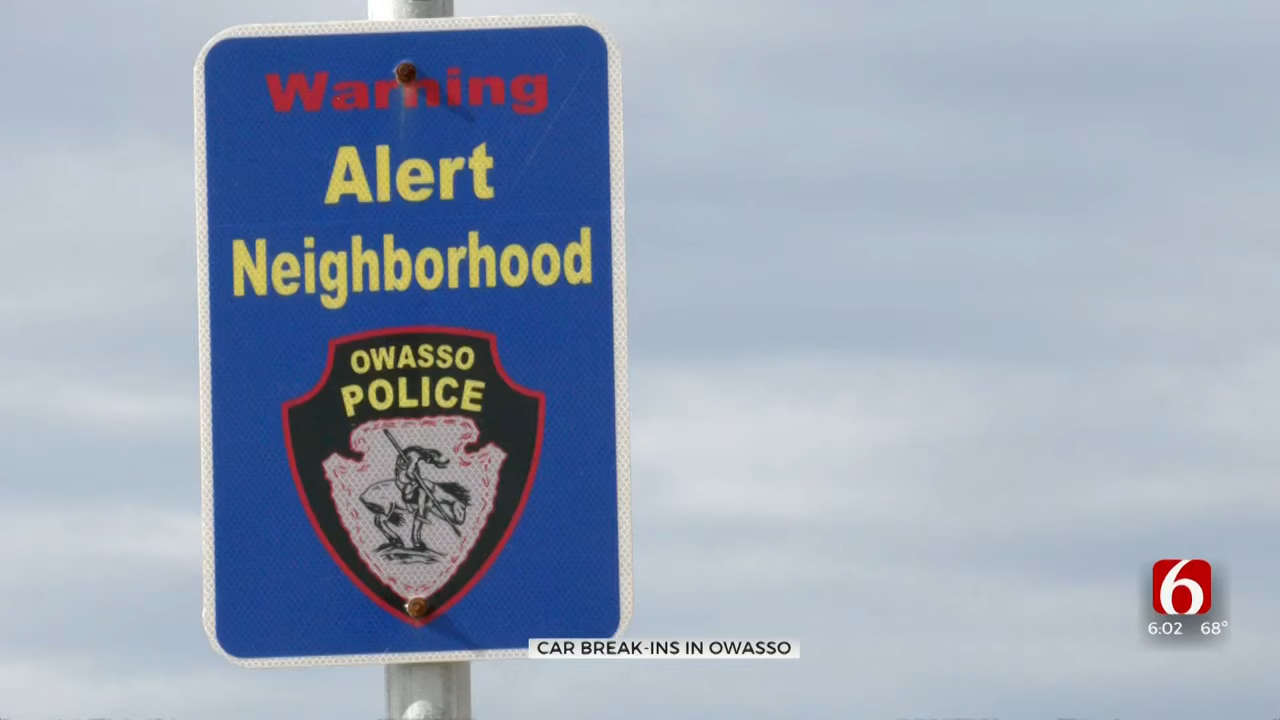 Warning
Alert
Neighborhood
OWASSO
POLICE
CAR BREAK-INS IN OWASSO
6
6:02 68°